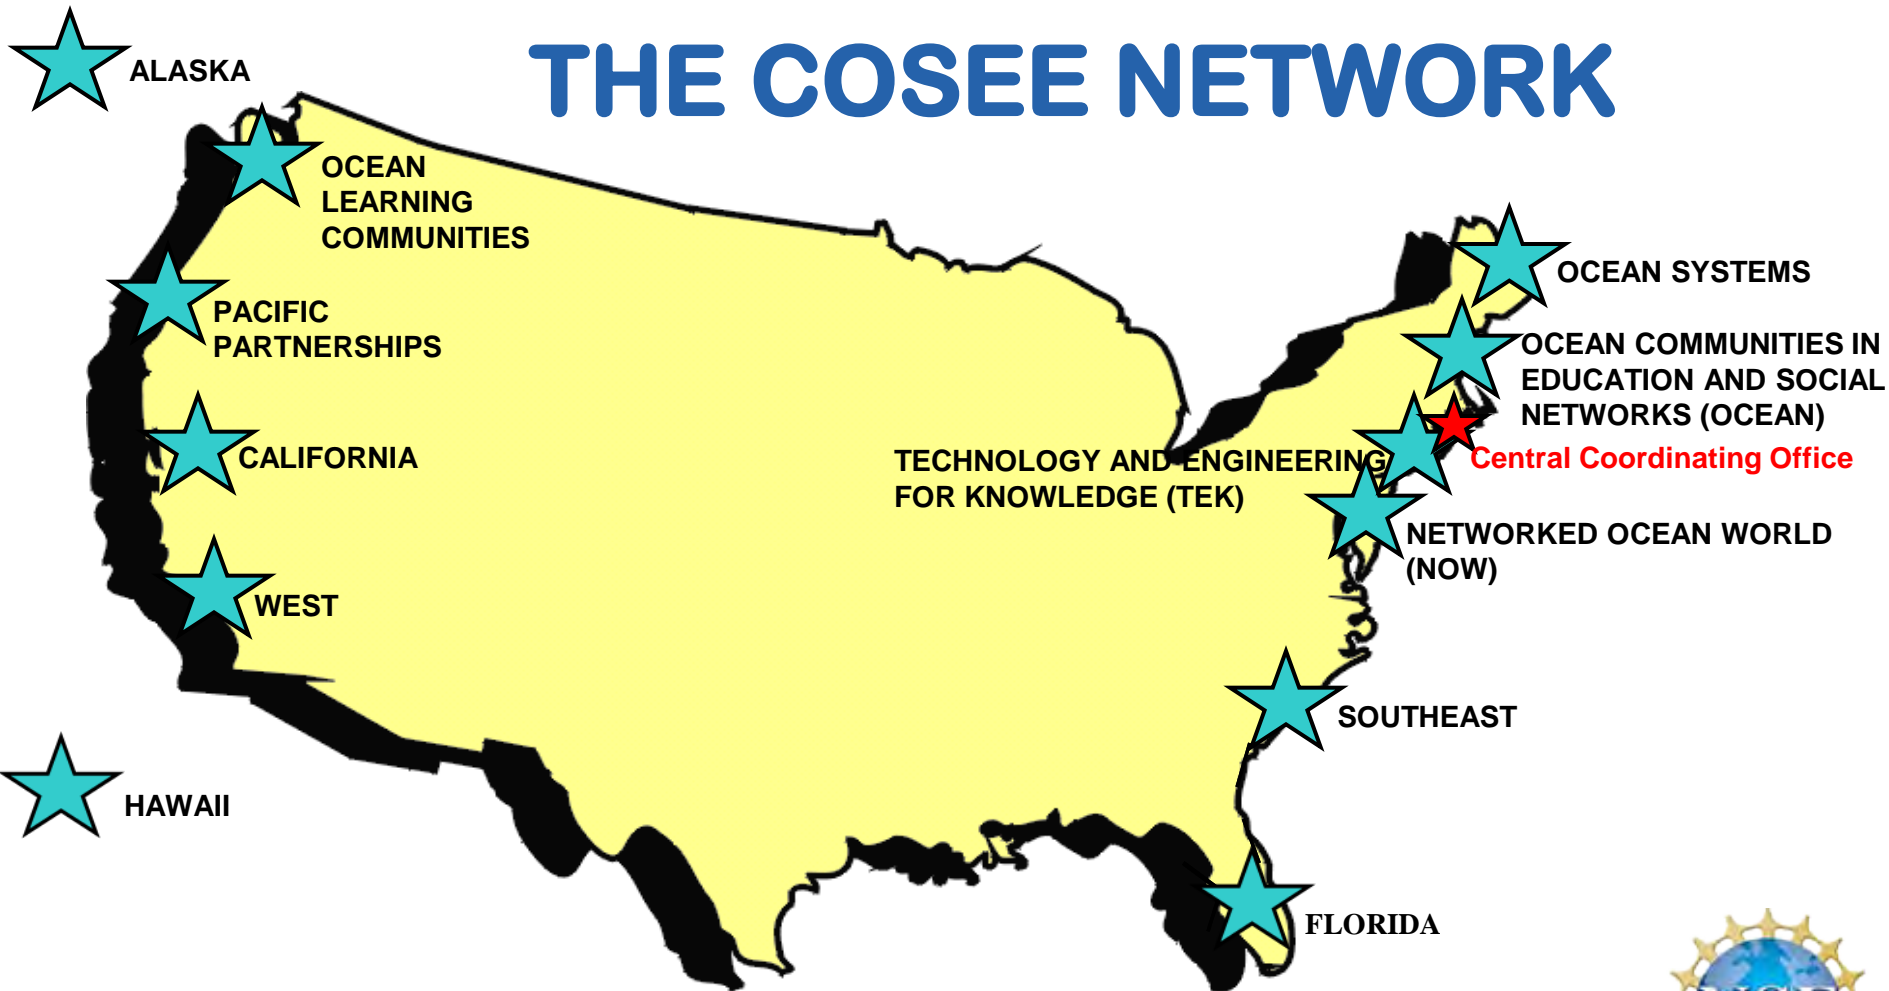 THE COSEE NETWORK
ALASKA
OCEAN
LEARNING
COMMUNITIES
PACIFIC
PARTNERSHIPS
CALIFORNIA
WEST
HAWAII
OCEAN SYSTEMS
OCEAN COMMUNITIES IN
EDUCATION AND SOCIAL
NETWORKS (OCEAN)
Central Coordinating Office
TECHNOLOGY AND ENGINEERING
FOR KNOWLEDGE (TEK)
NETWORKED OCEAN WORLD
(NOW)
SOUTHEAST
FLORIDA